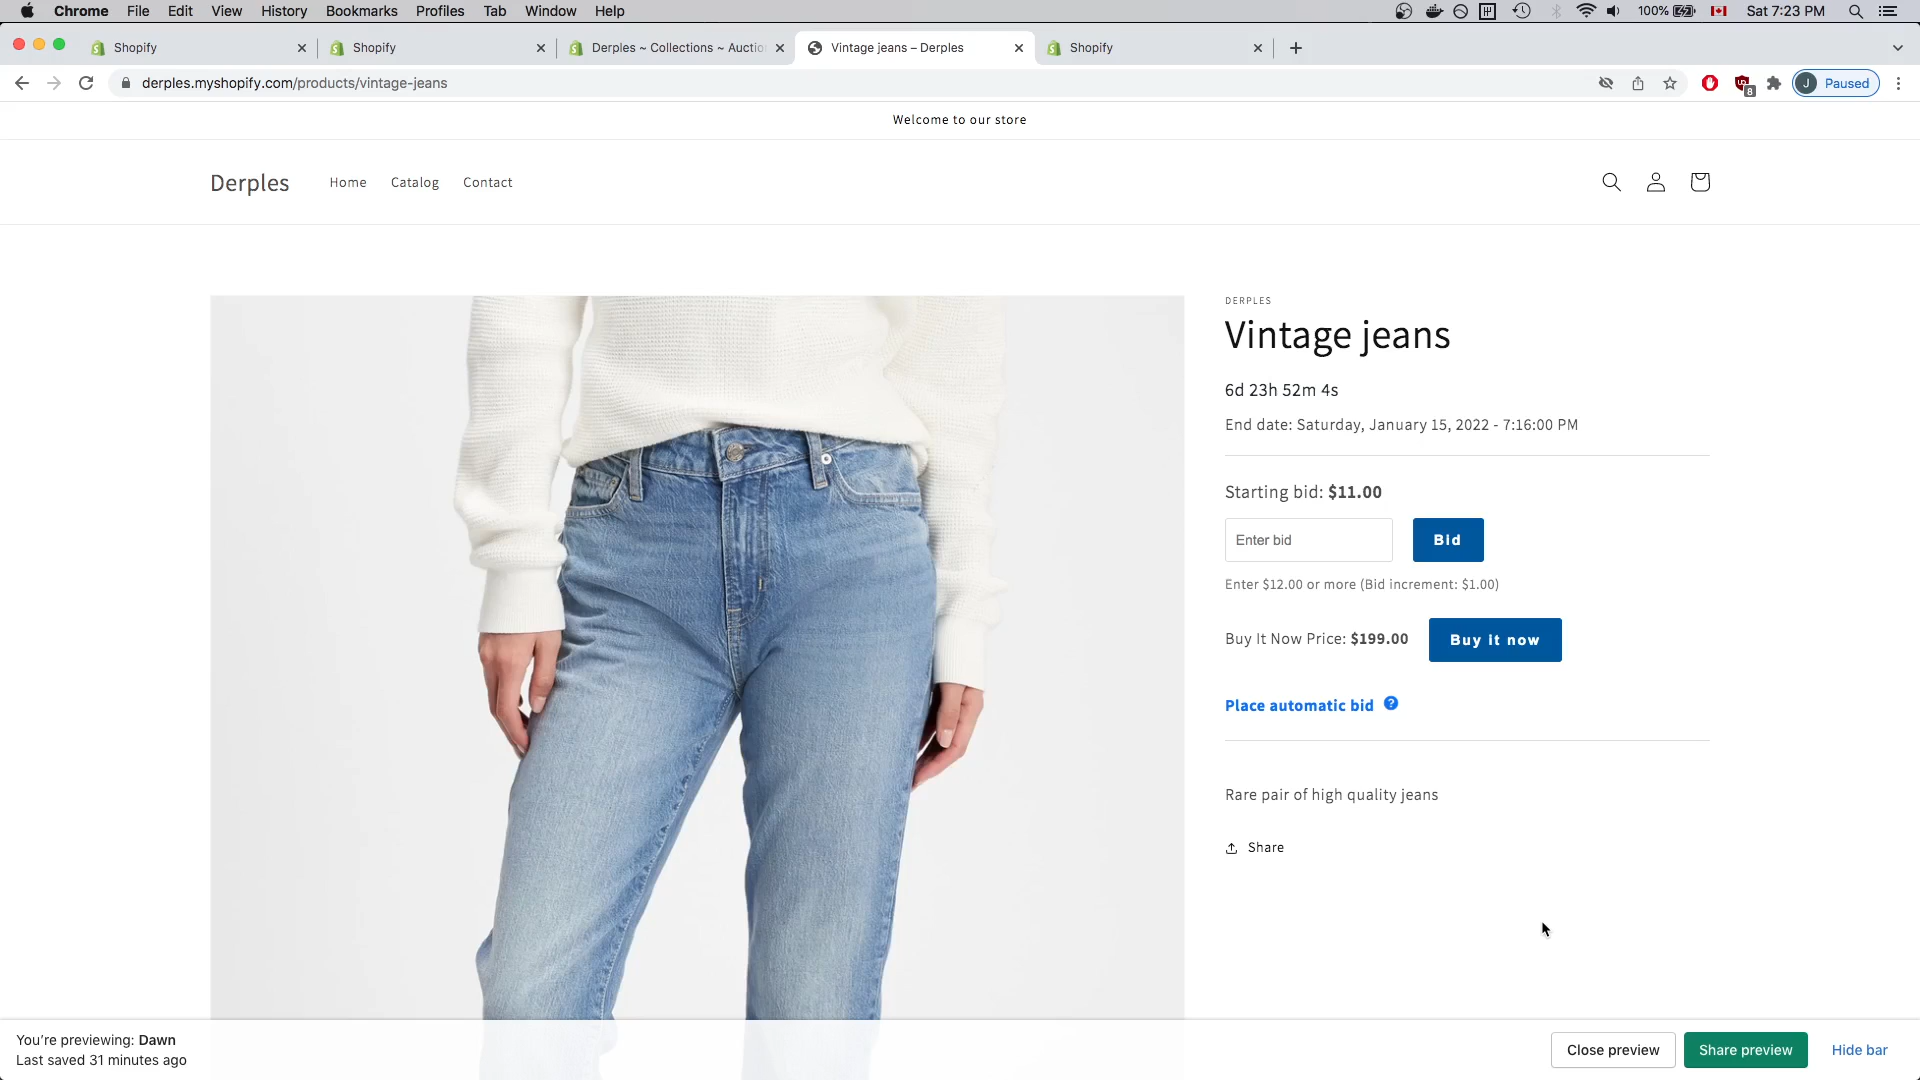 Chrome File Edit View History Bookmarks Profiles Tab Window Help 100% Sat 7:23 PM
Shopify Shopify Derples ~ Collections ~ Auctio Vintage jeans – Derples Shopify
derples.myshopify.com/products/vintage-jeans 8 J Paused
Welcome to our store
Derples Home Catalog Contact
DERPLES
Vintage jeans
6d 23h 52m 4s
End date: Saturday, January 15, 2022 - 7:16:00 PM
Starting bid: $11.00
Enter bid Bid
Enter $12.00 or more (Bid increment: $1.00)
Buy It Now Price: $199.00 Buy it now
Place automatic bid ?
Rare pair of high quality jeans
Share
You're previewing: Dawn
Last saved 31 minutes ago
Close preview Share preview Hide bar